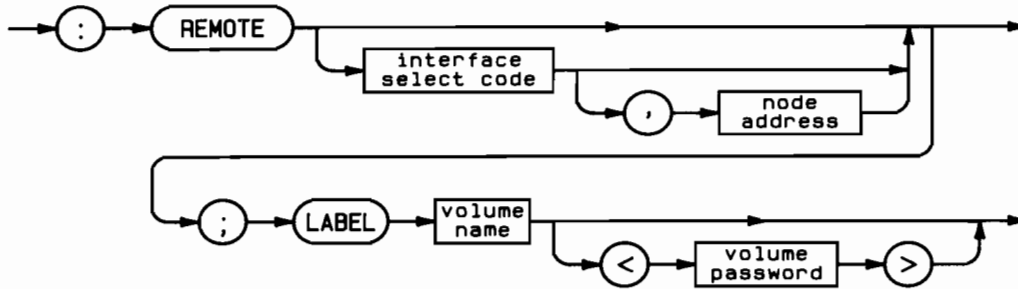 : REMOTE
interface
select code
, node
address
; LABEL volume
name
< volume
password >